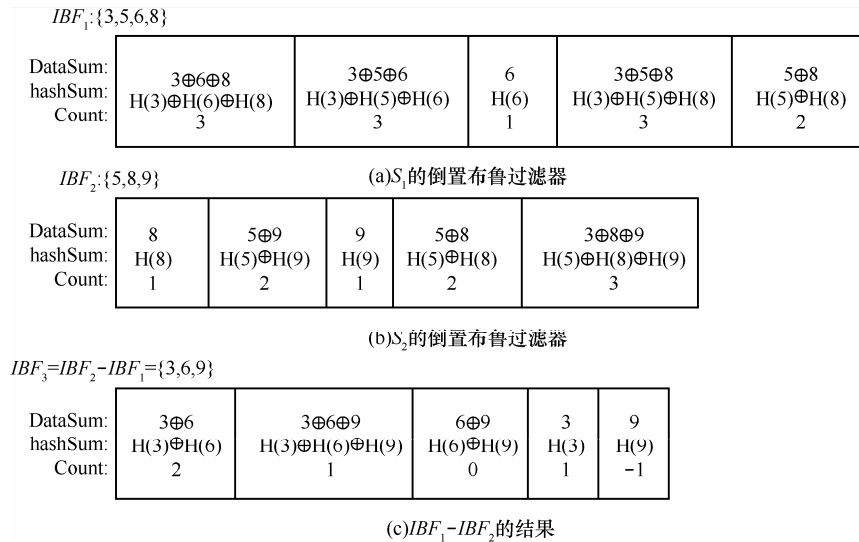 IBF₁:{3,5,6,8}
DataSum: 3⊕6⊕8 3⊕5⊕6 6 3⊕5⊕8 5⊕8
hashSum: H(3)⊕H(6)⊕H(8) H(3)⊕H(5)⊕H(6) H(6) H(3)⊕H(5)⊕H(8) H(5)⊕H(8)
Count: 3 3 1 3 2
(a)S₁的倒置布鲁过滤器
IBF₂:{5,8,9}
DataSum: 8 5⊕9 9 5⊕8 3⊕8⊕9
hashSum: H(8) H(5)⊕H(9) H(9) H(5)⊕H(8) H(5)⊕H(8)⊕H(9)
Count: 1 2 1 2 3
(b)S₂的倒置布鲁过滤器
IBF₃=IBF₂−IBF₁={3,6,9}
DataSum: 3⊕6 3⊕6⊕9 6⊕9 3 9
hashSum: H(3)⊕H(6) H(3)⊕H(6)⊕H(9) H(6)⊕H(9) H(3) H(9)
Count: 2 1 0 1 −1
(c)IBF₁−IBF₂的结果